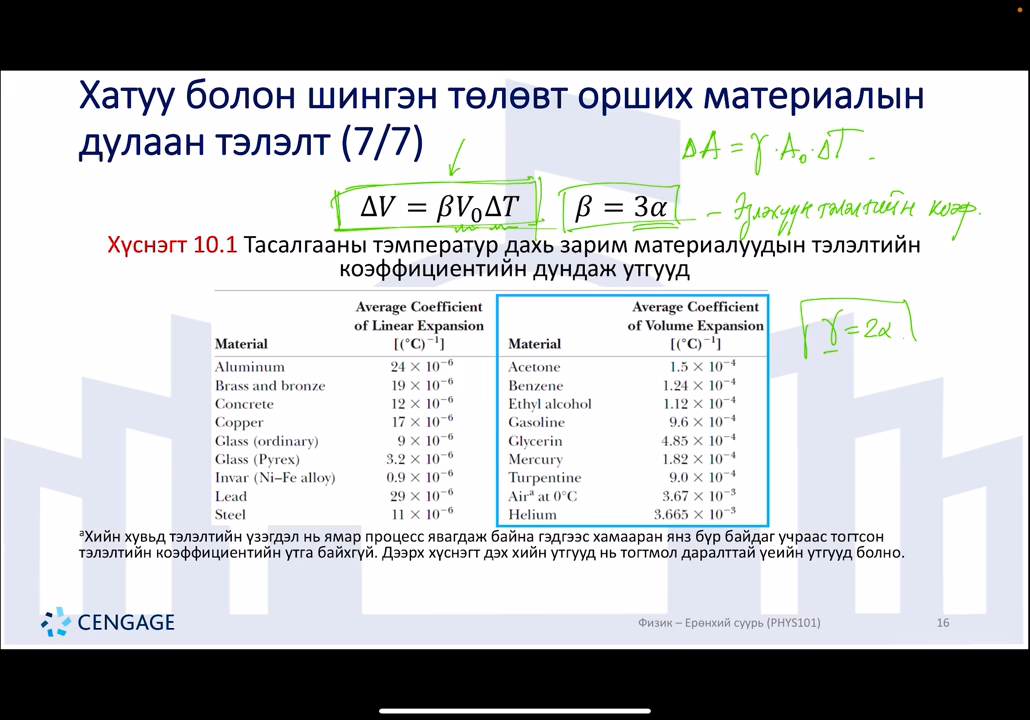 Хатуу болон шингэн төлөвт орших материалын
дулаан тэлэлт (7/7)
ΔA = γ·A₀·ΔT.
ΔV = βV₀ΔT
β = 3α
– Эзлэхүүн тэлэлтийн коэф.
Хүснэгт 10.1 Тасалгааны тэмператур дахь зарим материалуудын тэлэлтийн
коэффициентийн дундаж утгууд
γ = 2α.
Material Average Coefficient of Linear Expansion [(°C)⁻¹]
Aluminum 24 × 10⁻⁶
Brass and bronze 19 × 10⁻⁶
Concrete 12 × 10⁻⁶
Copper 17 × 10⁻⁶
Glass (ordinary) 9 × 10⁻⁶
Glass (Pyrex) 3.2 × 10⁻⁶
Invar (Ni–Fe alloy) 0.9 × 10⁻⁶
Lead 29 × 10⁻⁶
Steel 11 × 10⁻⁶
Material Average Coefficient of Volume Expansion [(°C)⁻¹]
Acetone 1.5 × 10⁻⁴
Benzene 1.24 × 10⁻⁴
Ethyl alcohol 1.12 × 10⁻⁴
Gasoline 9.6 × 10⁻⁴
Glycerin 4.85 × 10⁻⁴
Mercury 1.82 × 10⁻⁴
Turpentine 9.0 × 10⁻⁴
Airᵃ at 0°C 3.67 × 10⁻³
Helium 3.665 × 10⁻³
ᵃХийн хувьд тэлэлтийн үзэгдэл нь ямар процесс явагдаж байна гэдгээс хамааран янз бүр байдаг учраас тогтсон
тэлэлтийн коэффициентийн утга байхгүй. Дээрх хүснэгт дэх хийн утгууд нь тогтмол даралттай үеийн утгууд болно.
CENGAGE
Физик – Ерөнхий суурь (PHYS101)
16